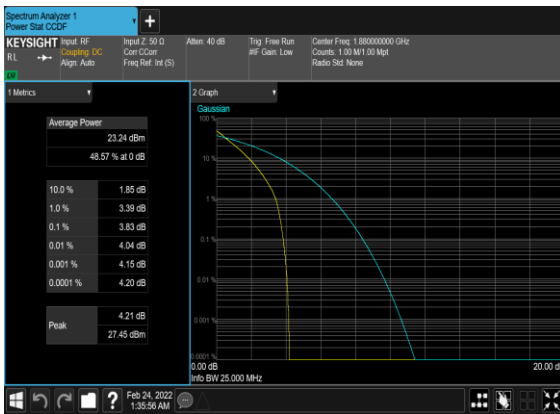 Spectrum Analyzer 1
Power Stat CCDF
KEYSIGHT
RL
Input: RF
Coupling: DC
Align: Auto
Input Z: 50 Ω
Corr CCorr
Freq Ref: Int (S)
Atten: 40 dB
Trig: Free Run
#IF Gain: Low
Center Freq: 1.880000000 GHz
Counts: 1.00 M/1.00 Mpt
Radio Std: None
LV
1 Metrics
Average Power
23.24 dBm
48.57 % at 0 dB
10.0 % 1.85 dB
1.0 % 3.39 dB
0.1 % 3.83 dB
0.01 % 4.04 dB
0.001 % 4.15 dB
0.0001 % 4.20 dB
Peak
4.21 dB
27.45 dBm
2 Graph
Gaussian
100 %
10 %
1 %
0.1 %
0.01 %
0.001 %
0.0001 %
0.00 dB
20.00 d
Info BW 25.000 MHz
Feb 24, 2022
1:35:56 AM